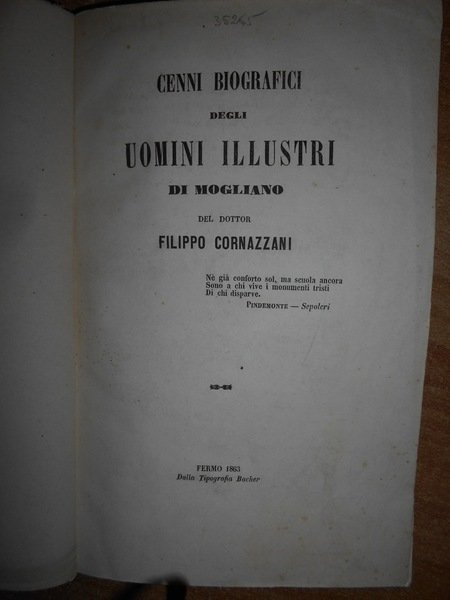 36245
CENNI BIOGRAFICI
DEGLI
UOMINI ILLUSTRI
DI MOGLIANO
DEL DOTTOR
FILIPPO CORNAZZANI
Nè già conforto sol, ma scuola ancora
Sono a chi vive i monumenti tristi
Di chi disparve.
PINDEMONTE — Sepolcri
FERMO 1863
Dalla Tipografia Bacher